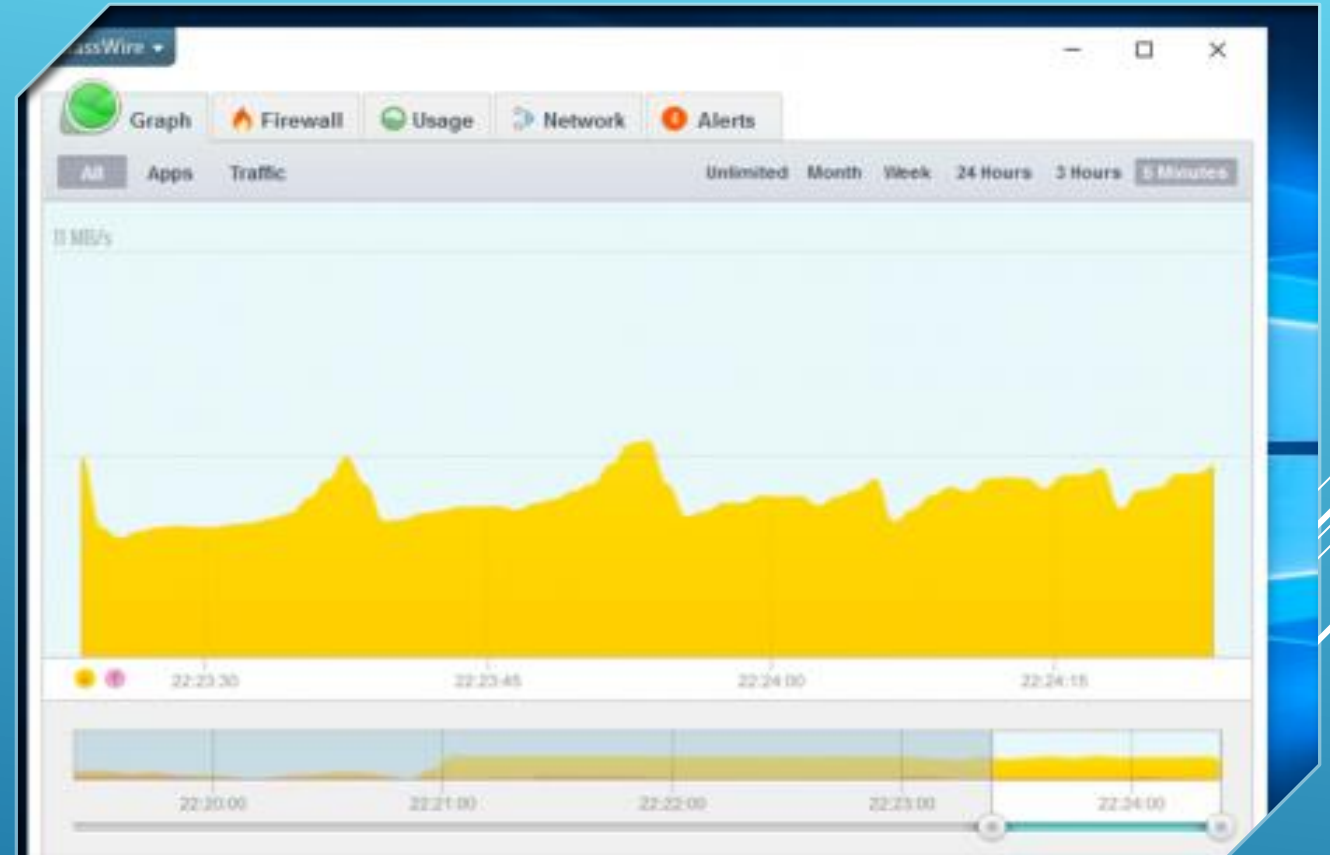 assWire
Graph Firewall Usage Network Alerts
All Apps Traffic Unlimited Month Week 24 Hours 3 Hours 5 Minutes
MB/s
22:23:30 22:23:45 22:24:00 22:24:15
22:20:00 22:21:00 22:22:00 22:23:00 22:24:00